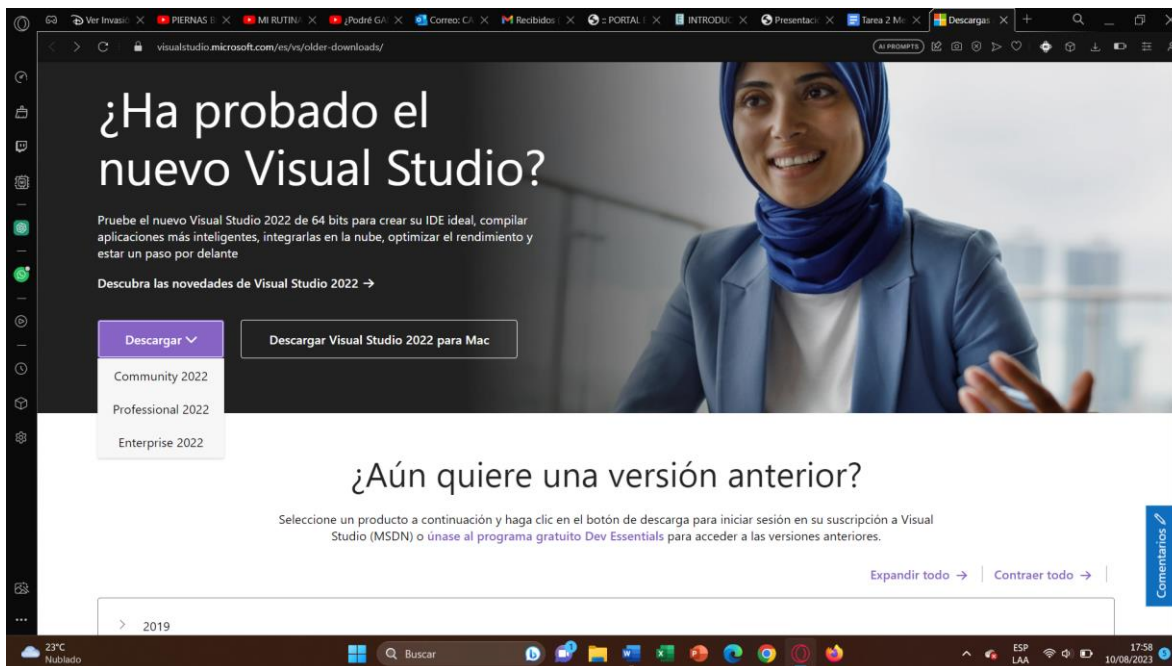 Ver Invasió
PIERNAS B
MI RUTINA
¿Podré GA
Correo: CA
Recibidos (
:: PORTAL
INTRODUC
Presentació
Tarea 2 Me
Descargas
visualstudio.microsoft.com/es/vs/older-downloads/
AI PROMPTS
¿Ha probado el
nuevo Visual Studio?
Pruebe el nuevo Visual Studio 2022 de 64 bits para crear su IDE ideal, compilar
aplicaciones más inteligentes, integrarlas en la nube, optimizar el rendimiento y
estar un paso por delante
Descubra las novedades de Visual Studio 2022 →
Descargar
Descargar Visual Studio 2022 para Mac
Community 2022
Professional 2022
Enterprise 2022
¿Aún quiere una versión anterior?
Seleccione un producto a continuación y haga clic en el botón de descarga para iniciar sesión en su suscripción a Visual
Studio (MSDN) o únase al programa gratuito Dev Essentials para acceder a las versiones anteriores.
Expandir todo →
Contraer todo →
Comentarios
2019
23°C
Nublado
Buscar
ESP
LAA
17:58
10/08/2023